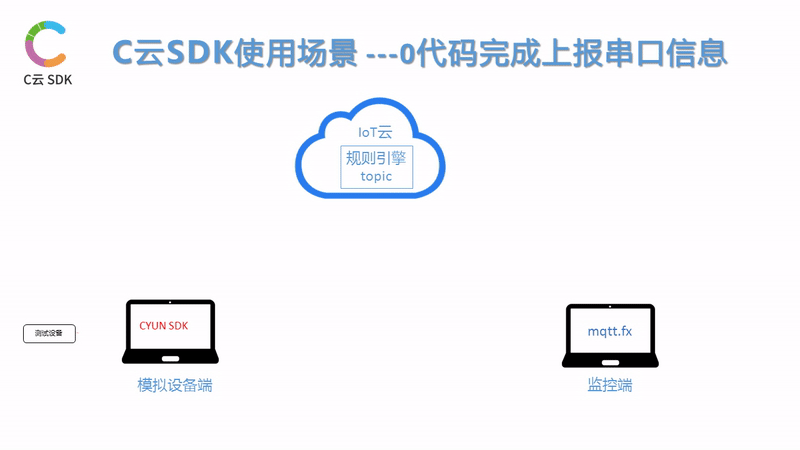 C云SDK使用场景 ---0代码完成上报串口信息
C云 SDK
IoT云
规则引擎
topic
测试设备
CYUN SDK
模拟设备端
mqtt.fx
监控端